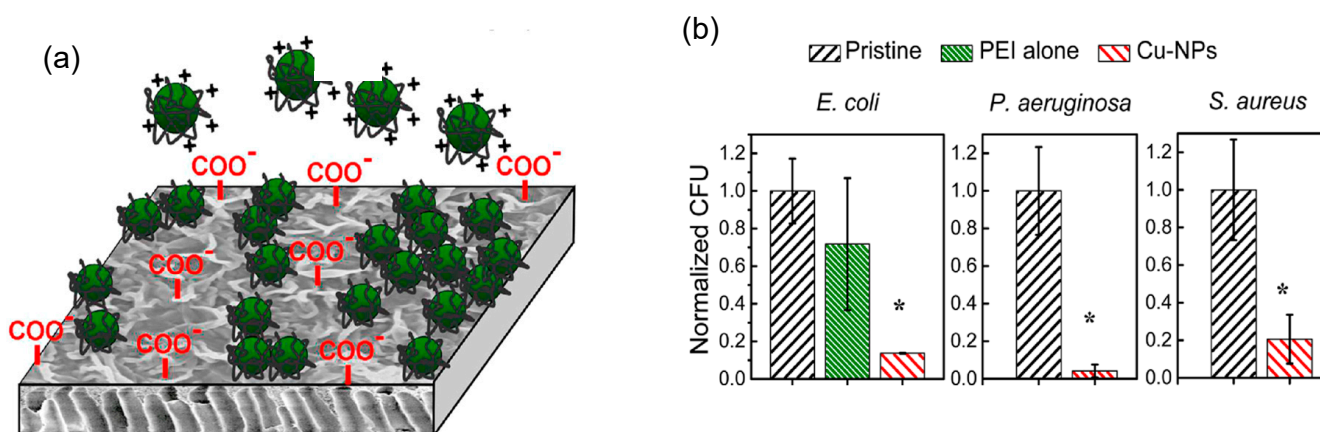 (a)
+ + + + + +
+ + + + + +
+ + + + + +
+ + + + + +
COO⁻ COO⁻ COO⁻
COO⁻ COO⁻
COO⁻ COO⁻ COO⁻
(b)
Pristine PEI alone Cu-NPs
E. coli P. aeruginosa S. aureus
Normalized CFU
1.2 1.2 1.2
1.0 1.0 1.0
0.8 0.8 0.8
0.6 0.6 0.6
0.4 0.4 0.4
* * *
0.2 0.2 0.2
0.0 0.0 0.0